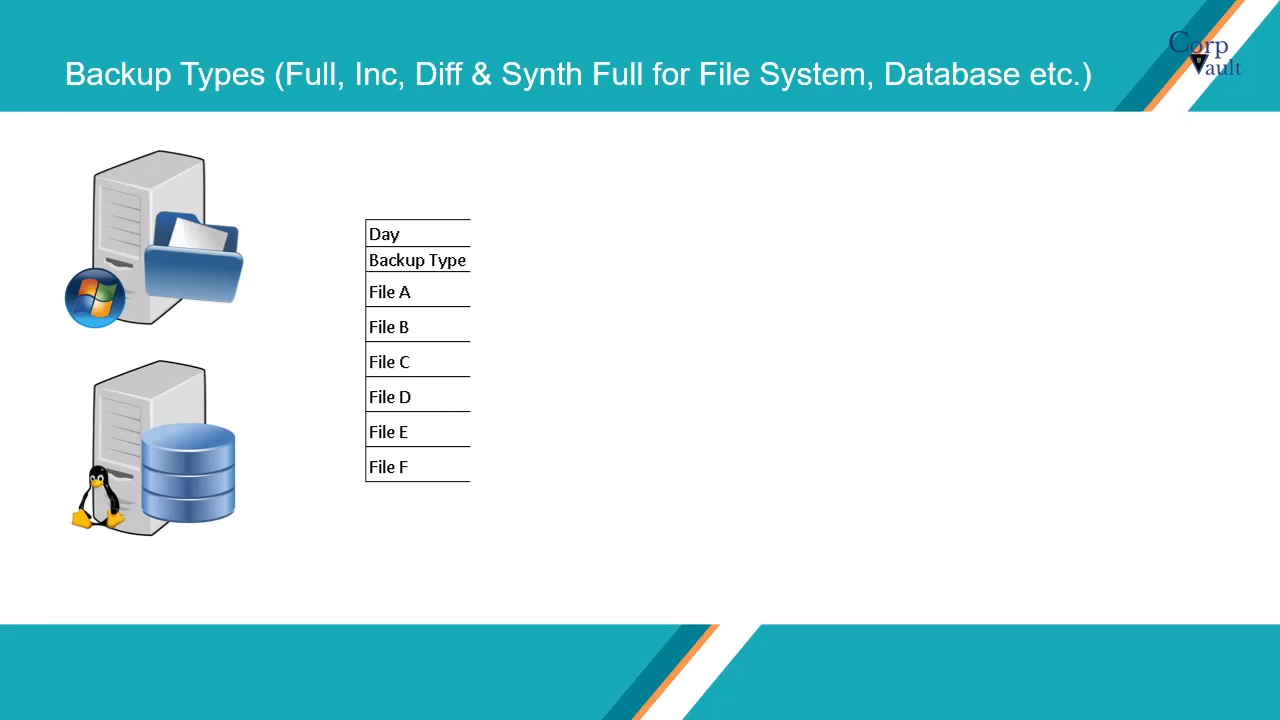 Corp
Vault
Backup Types (Full, Inc, Diff & Synth Full for File System, Database etc.)
Day
Backup Type
File A
File B
File C
File D
File E
File F